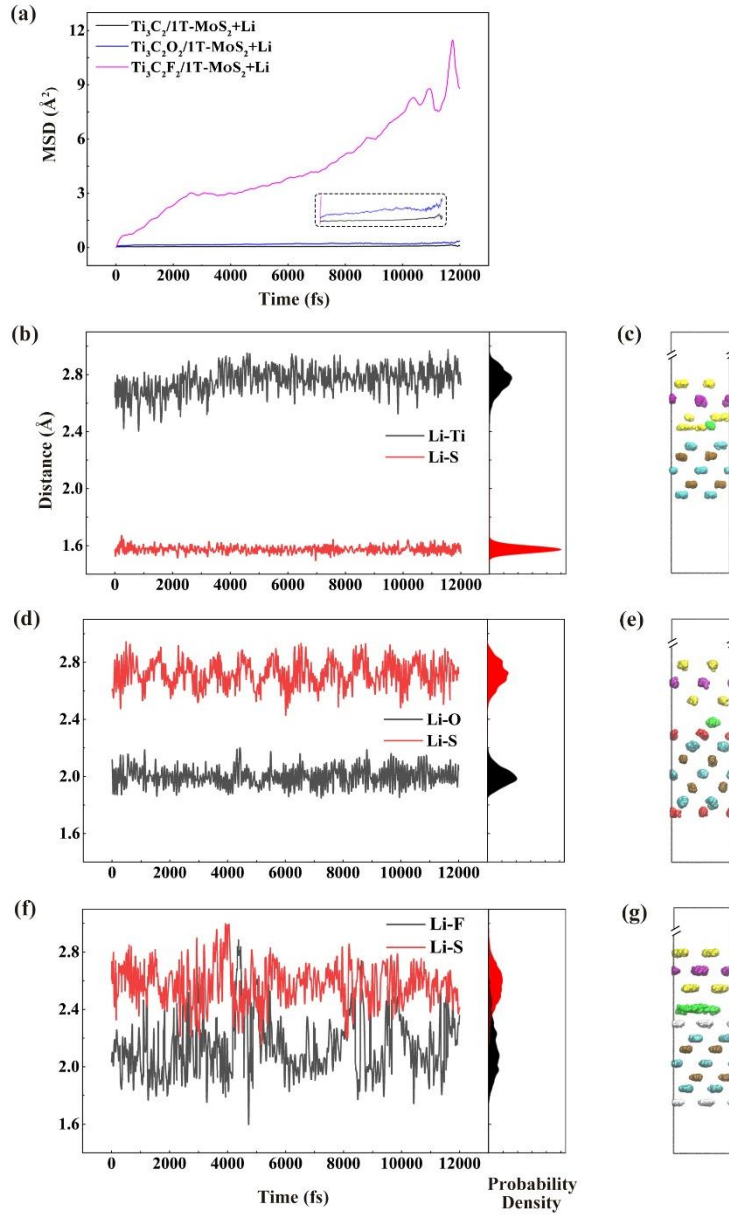 (a)
Ti₃C₂/1T-MoS₂+Li
Ti₃C₂O₂/1T-MoS₂+Li
Ti₃C₂F₂/1T-MoS₂+Li
MSD (Å²)
12
9
6
3
0
0 2000 4000 6000 8000 10000 12000
Time (fs)
(b)
(c)
Distance (Å)
2.8
2.4
2.0
1.6
Li-Ti
Li-S
0 2000 4000 6000 8000 10000 12000
(d)
(e)
2.8
2.4
2.0
1.6
Li-O
Li-S
0 2000 4000 6000 8000 10000 12000
(f)
(g)
2.8
2.4
2.0
1.6
Li-F
Li-S
0 2000 4000 6000 8000 10000 12000
Time (fs)
Probability
Density